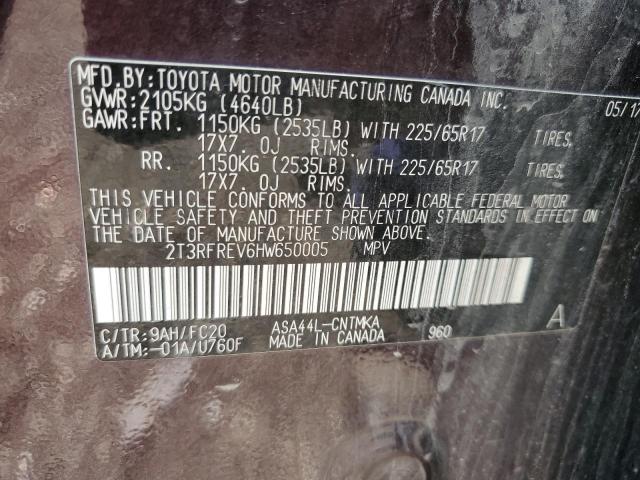 MFD.BY:TOYOTA MOTOR MANUFACTURING CANADA INC.
GVWR:2105KG (4640LB) 05/17
GAWR:FRT. 1150KG (2535LB) WITH 225/65R17 TIRES.
17X7.0J RIMS.
RR. 1150KG (2535LB) WITH 225/65R17 TIRES.
17X7.0J RIMS.
THIS VEHICLE CONFORMS TO ALL APPLICABLE FEDERAL MOTOR
VEHICLE SAFETY AND THEFT PREVENTION STANDARDS IN EFFECT ON
THE DATE OF MANUFACTURE SHOWN ABOVE.
2T3RFREV6HW650005 MPV
C/TR:9AH/FC20 ASA44L-CNTMKA 960 A
A/TM:-01A/U760F MADE IN CANADA